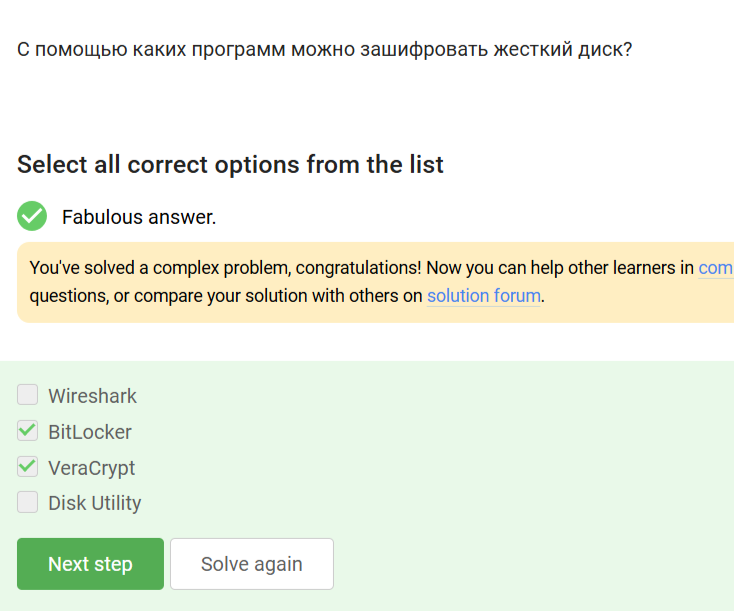 С помощью каких программ можно зашифровать жесткий диск?
Select all correct options from the list
Fabulous answer.
You've solved a complex problem, congratulations! Now you can help other learners in com
questions, or compare your solution with others on solution forum.
Wireshark
BitLocker
VeraCrypt
Disk Utility
Next step
Solve again